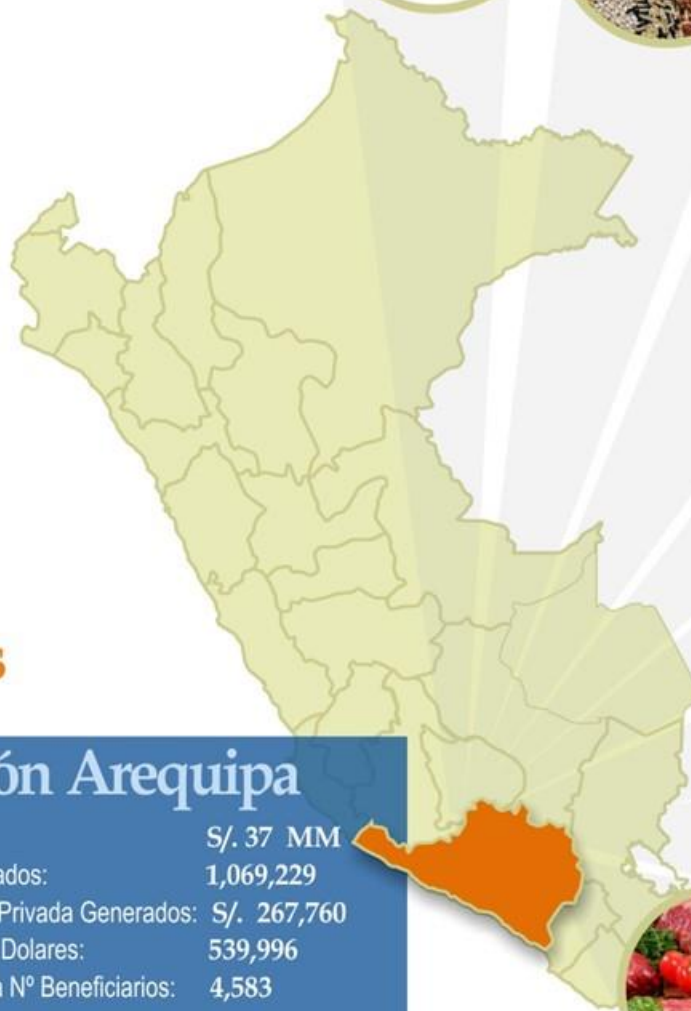 ón Arequipa
S/. 37 MM
ados: 1,069,229
Privada Generados: S/. 267,760
Dolares: 539,996
Nº Beneficiarios: 4,583